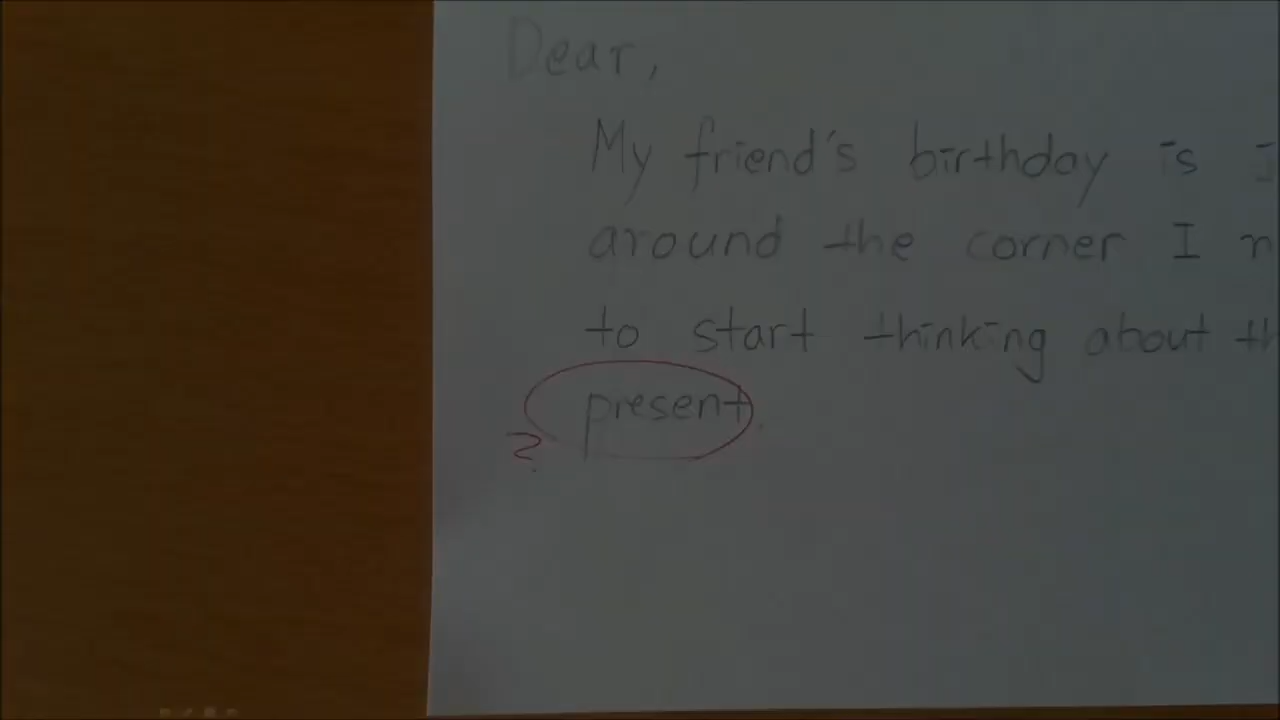 Dear,
My friend's birthday is
around the corner I
to start thinking about
present.
?